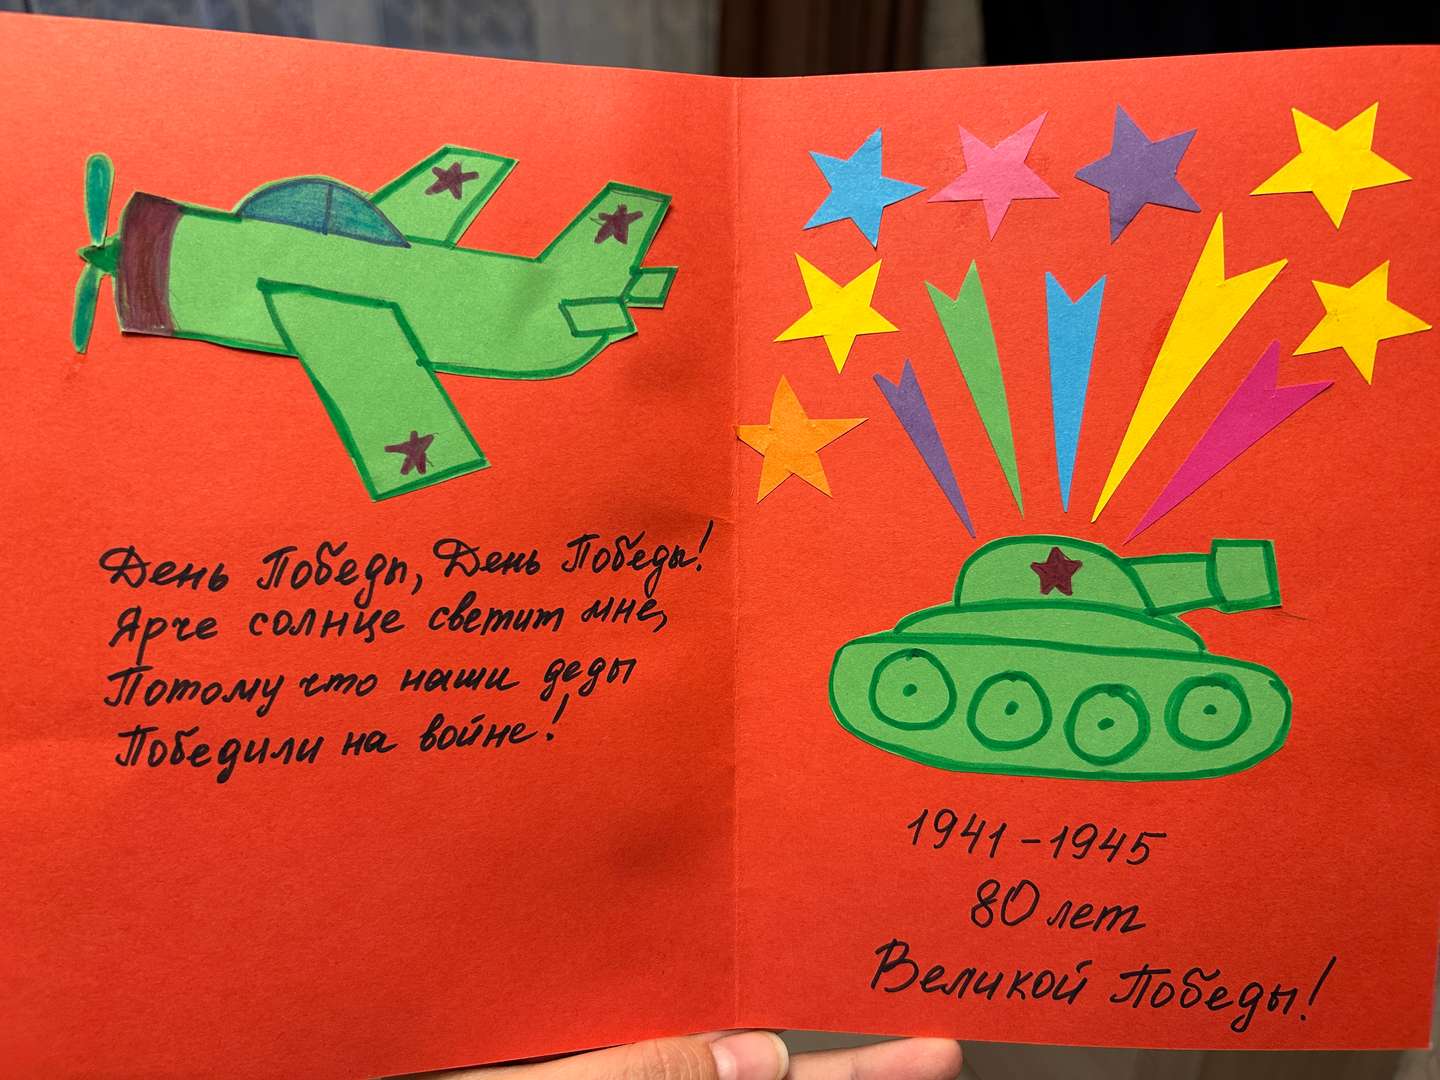 День Победы, День Победы!
Ярче солнце светит мне,
Потому что наши деды
Победили на войне!
1941-1945
80 лет
Великой Победы!